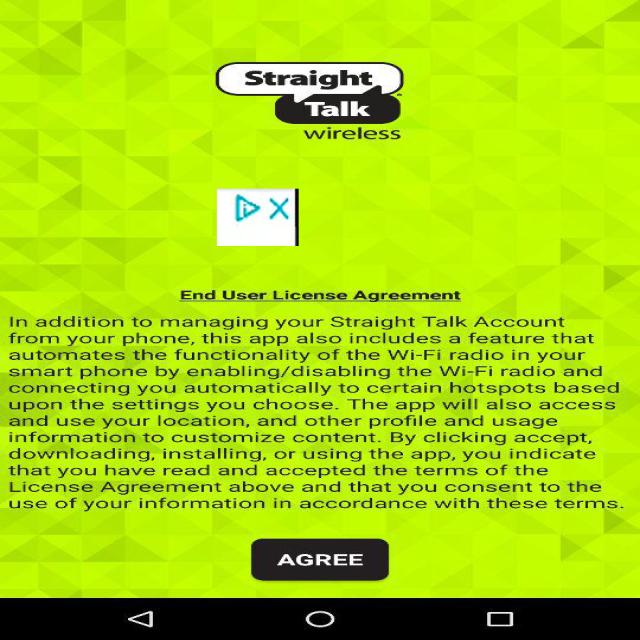 Straight
Talk
wireless
End User License Agreement
In addition to managing your Straight Talk Account
from your phone, this app also includes a feature that
automates the functionality of the Wi-Fi radio in your
smart phone by enabling/disabling the Wi-Fi radio and
connecting you automatically to certain hotspots based
upon the settings you choose. The app will also access
and use your location, and other profile and usage
information to customize content. By clicking accept,
downloading, installing, or using the app, you indicate
that you have read and accepted the terms of the
License Agreement above and that you consent to the
use of your information in accordance with these terms.
AGREE